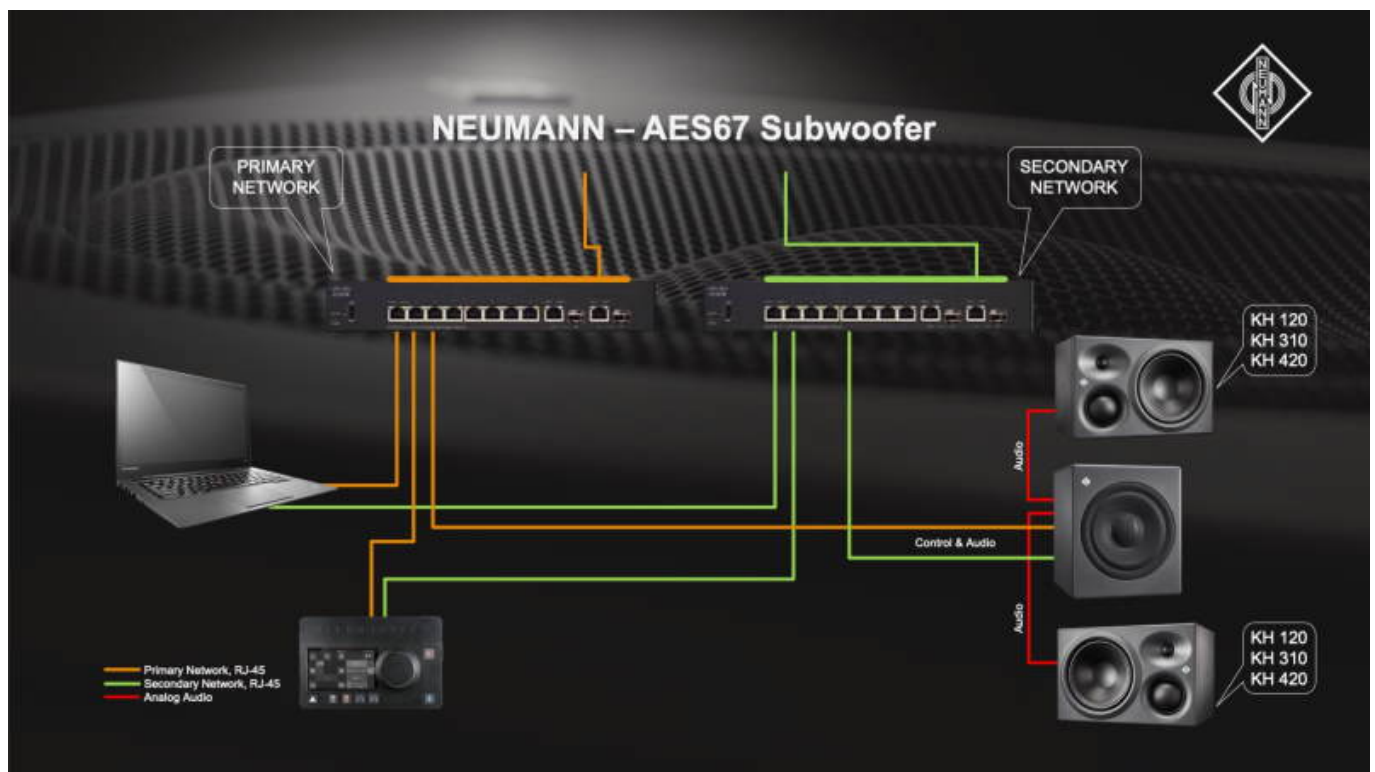 NEUMANN
NEUMANN – AES67 Subwoofer
PRIMARY
NETWORK
SECONDARY
NETWORK
KH 120
KH 310
KH 420
Audio
Control & Audio
Audio
KH 120
KH 310
KH 420
Primary Network, RJ-45
Secondary Network, RJ-45
Analog Audio